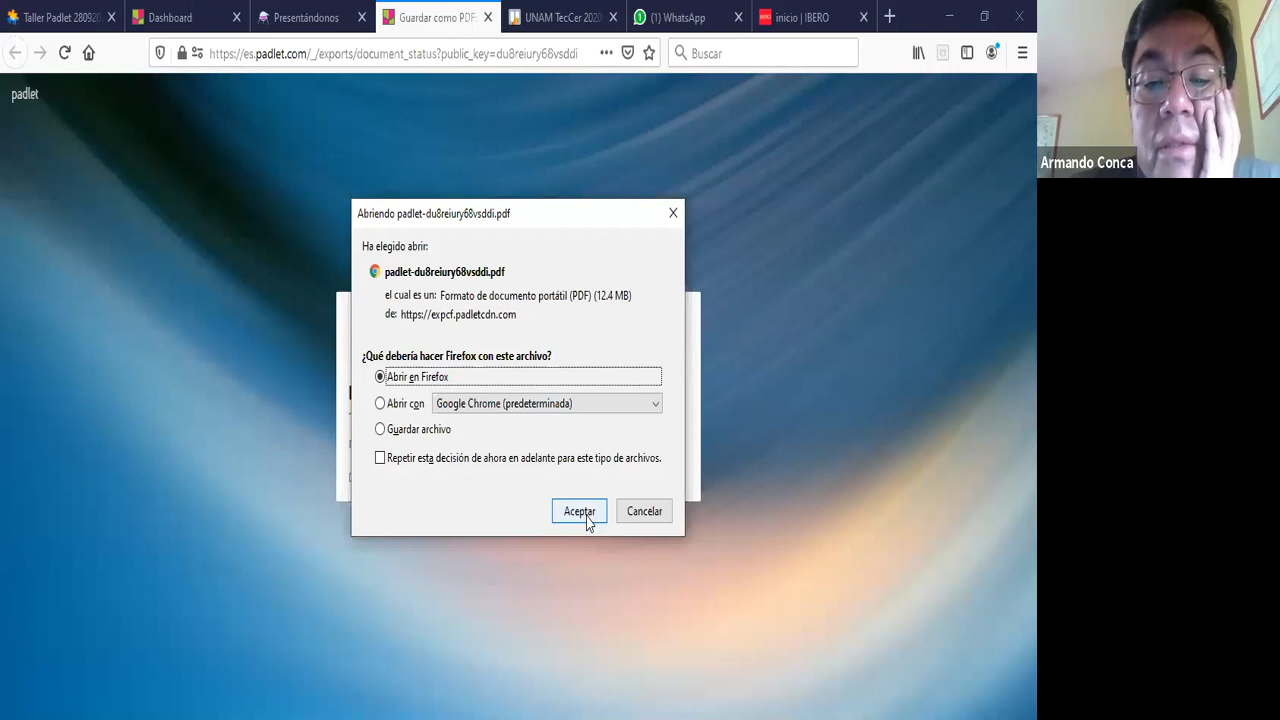 Taller Padlet 280920
Dashboard
Presentándonos
Guardar como PDF:
UNAM TecCer 2020
(1) WhatsApp
inicio | IBERO
https://es.padlet.com/_/exports/document_status?public_key=du8reiury68vsddi
Buscar
padlet
Armando Conca
Abriendo padlet-du8reiury68vsddi.pdf
Ha elegido abrir:
padlet-du8reiury68vsddi.pdf
el cual es un: Formato de documento portátil (PDF) (12.4 MB)
de: https://expcf.padletcdn.com
¿Qué debería hacer Firefox con este archivo?
Abrir en Firefox
Abrir con Google Chrome (predeterminada)
Guardar archivo
Repetir esta decisión de ahora en adelante para este tipo de archivos.
Aceptar Cancelar